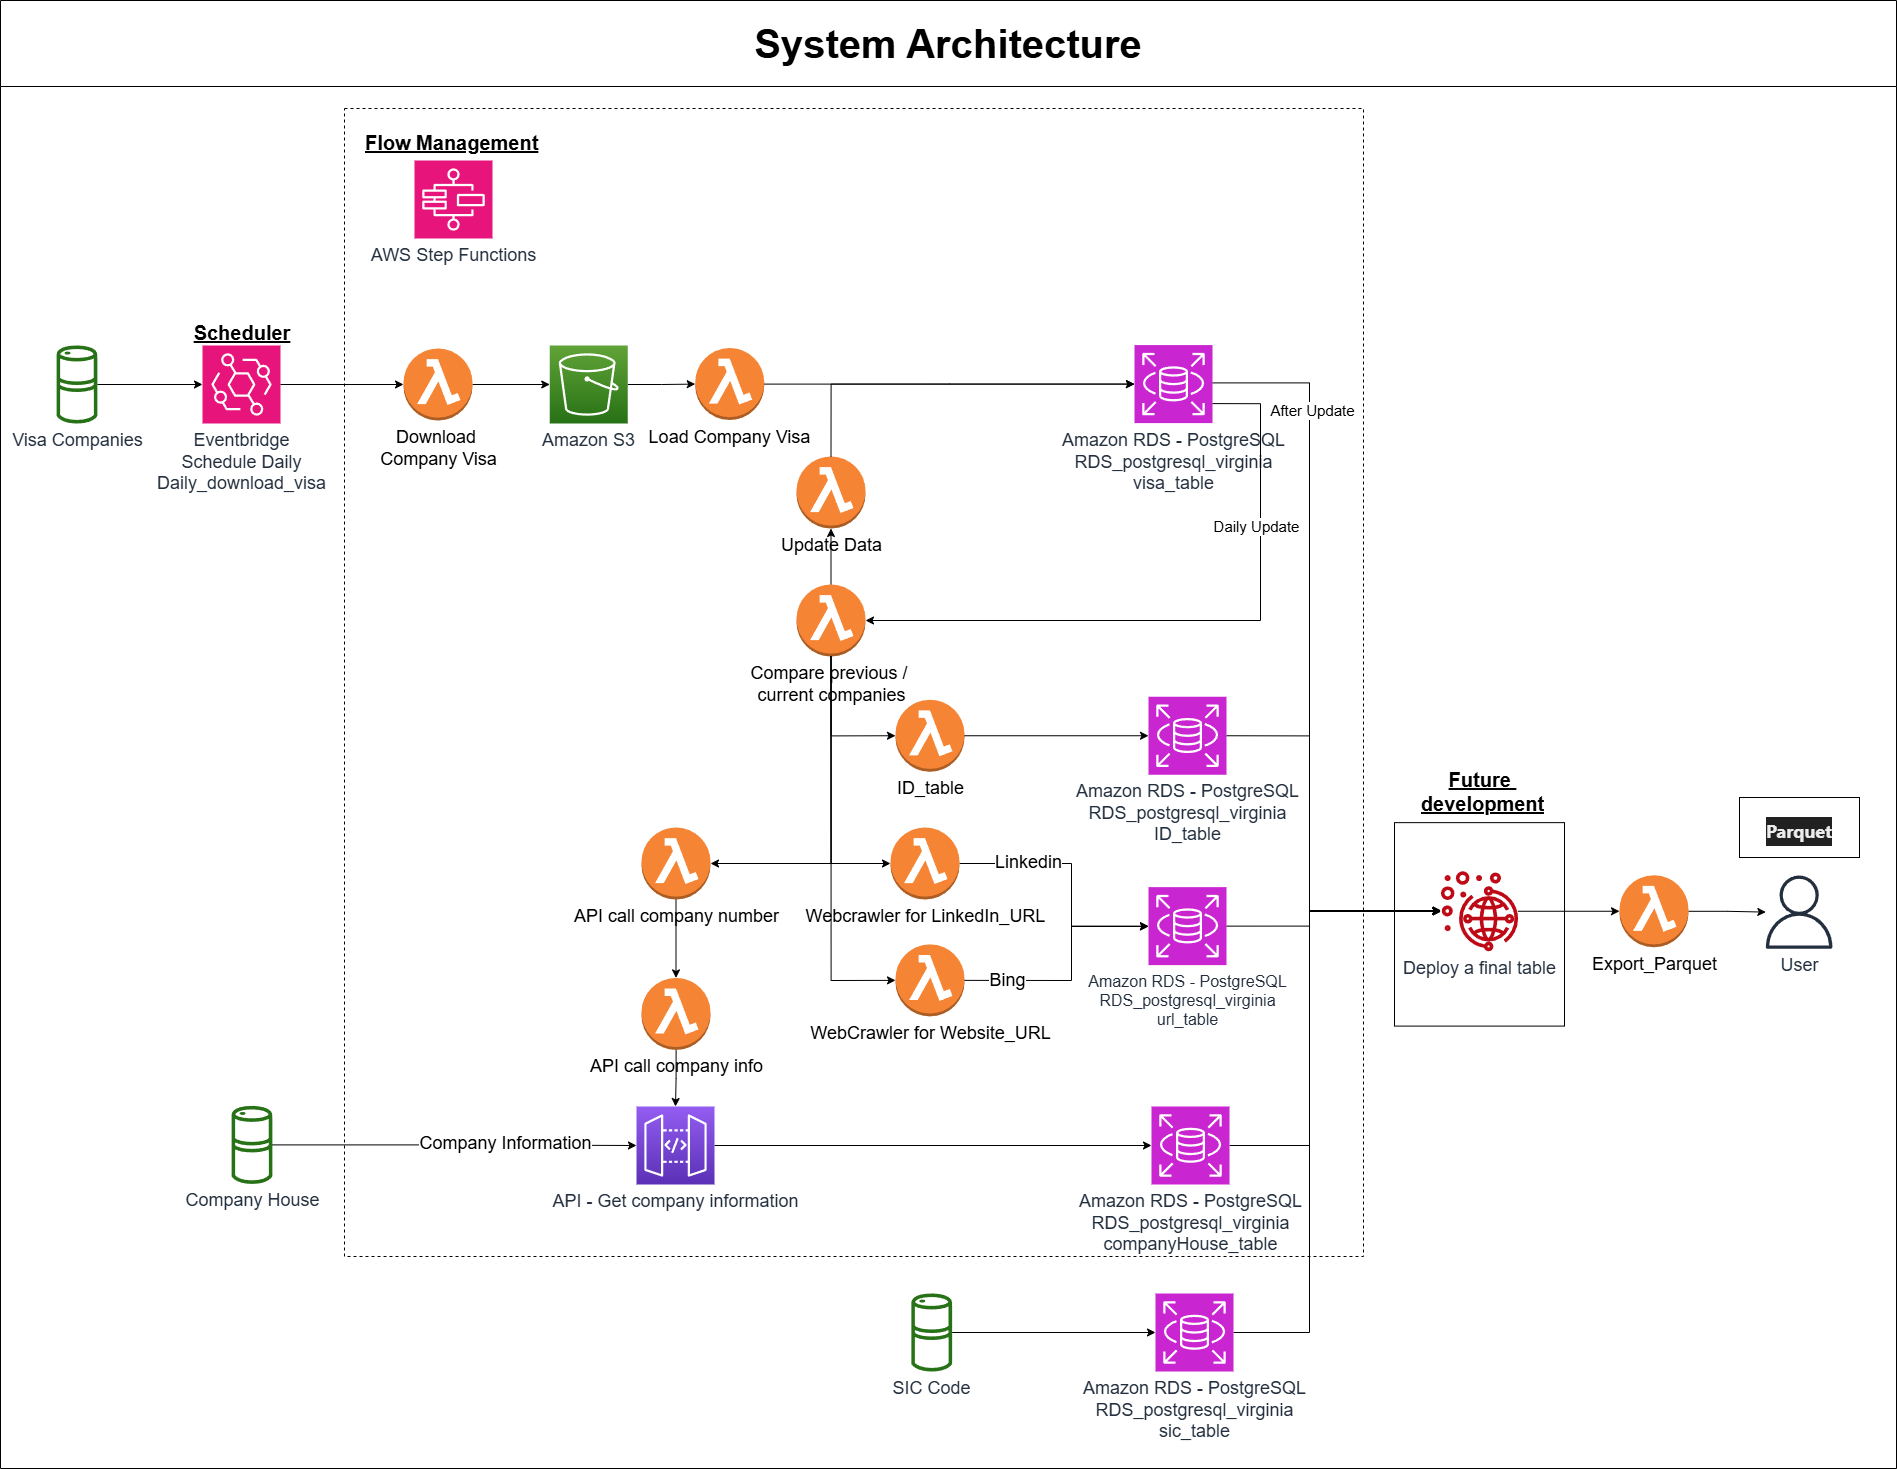 System Architecture
Flow Management
AWS Step Functions
Scheduler
Visa Companies
Eventbridge
Schedule Daily
Daily_download_visa
Download
Company Visa
Amazon S3
Load Company Visa
Amazon RDS - PostgreSQL
RDS_postgresql_virginia
visa_table
After Update
Daily Update
Update Data
Compare previous /
current companies
ID_table
Amazon RDS - PostgreSQL
RDS_postgresql_virginia
ID_table
API call company number
Webcrawler for LinkedIn_URL
Linkedin
Bing
WebCrawler for Website_URL
Amazon RDS - PostgreSQL
RDS_postgresql_virginia
url_table
API call company info
Company House
Company Information
API - Get company information
Amazon RDS - PostgreSQL
RDS_postgresql_virginia
companyHouse_table
SIC Code
Amazon RDS - PostgreSQL
RDS_postgresql_virginia
sic_table
Future
development
Deploy a final table
Export_Parquet
Parquet
User